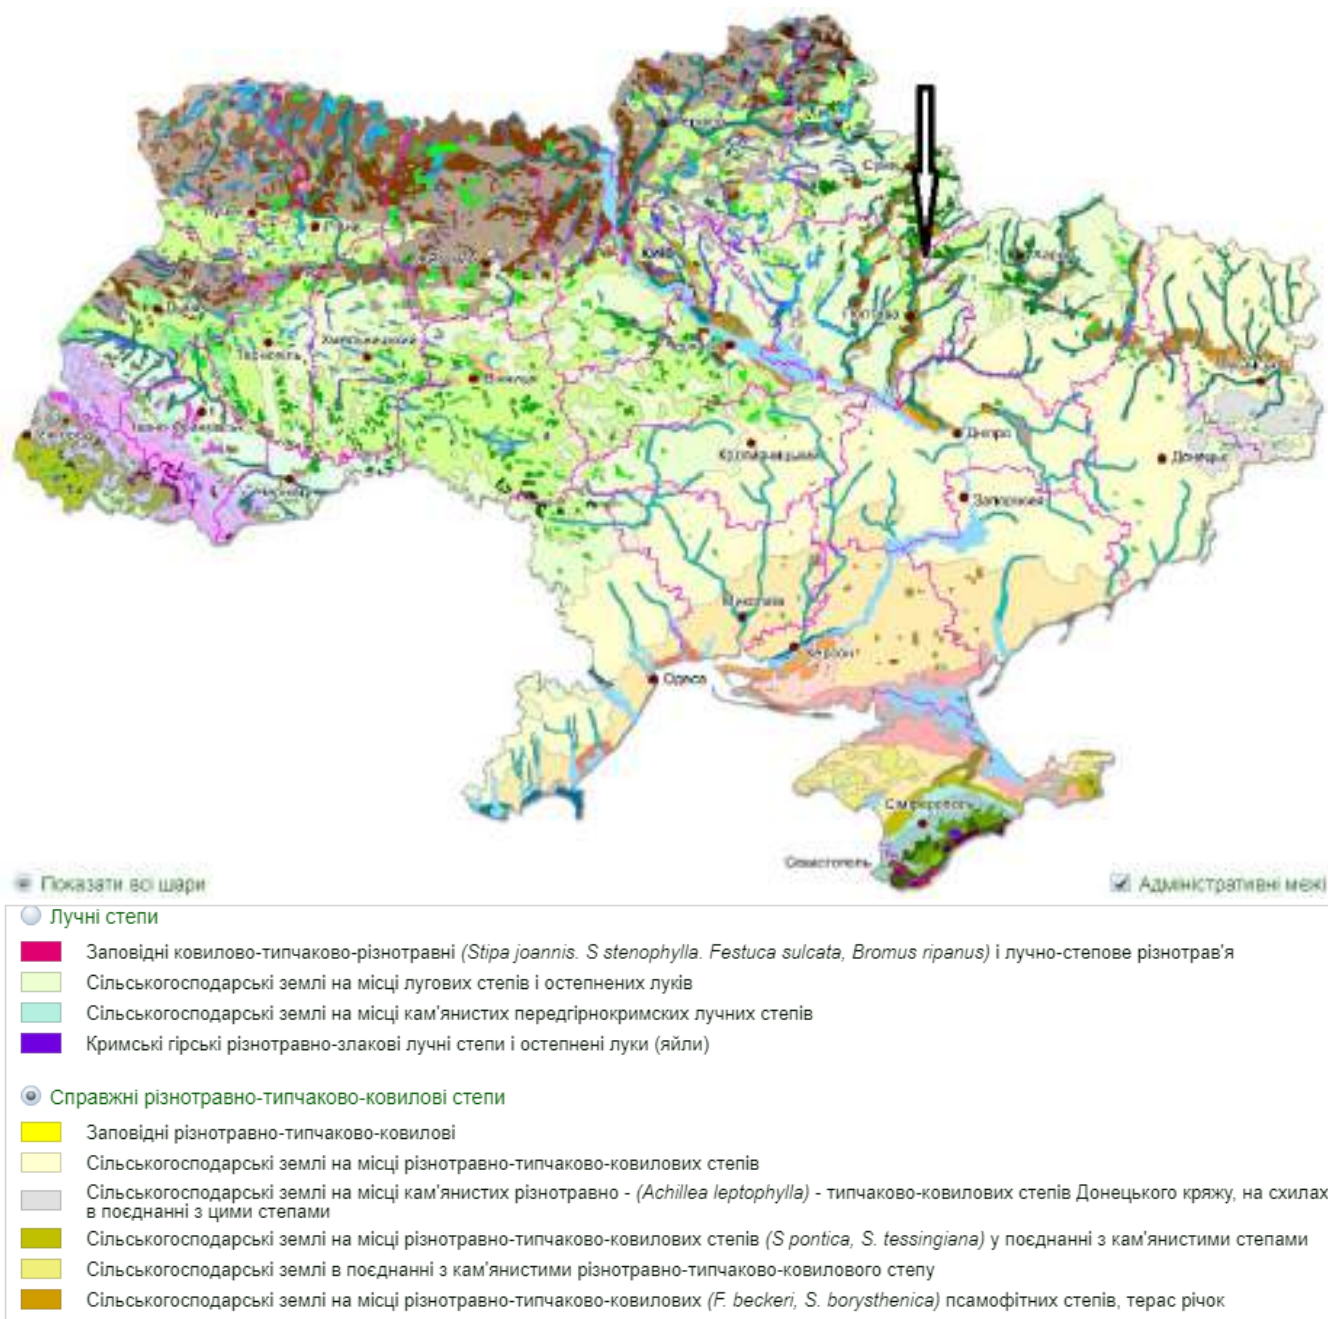 Київ
Вінниця
Хмельницький
Тернопіль
Полтава
Дніпро
Кропивницький
Донецьк
Запоріжжя
Миколаїв
Херсон
Одеса
Сімферополь
Севастополь
Показати всі шари
Адміністративні межі
Лучні степи
Заповідні ковилово-типчаково-різнотравні (Stipa joannis. S stenophylla. Festuca sulcata, Bromus ripanus) і лучно-степове різнотрав'я
Сільськогосподарські землі на місці лугових степів і остепнених луків
Сільськогосподарські землі на місці кам'янистих передгірнокримских лучних степів
Кримські гірські різнотравно-злакові лучні степи і остепнені луки (яйли)
Справжні різнотравно-типчаково-ковилові степи
Заповідні різнотравно-типчаково-ковилові
Сільськогосподарські землі на місці різнотравно-типчаково-ковилових степів
Сільськогосподарські землі на місці кам'янистих різнотравно - (Achillea leptophylla) - типчаково-ковилових степів Донецького кряжу, на схилах
в поєднанні з цими степами
Сільськогосподарські землі на місці різнотравно-типчаково-ковилових степів (S pontica, S. tessingiana) у поєднанні з кам'янистими степами
Сільськогосподарські землі в поєднанні з кам'янистими різнотравно-типчаково-ковилового степу
Сільськогосподарські землі на місці різнотравно-типчаково-ковилових (F. beckeri, S. borysthenica) псамофітних степів, терас річок